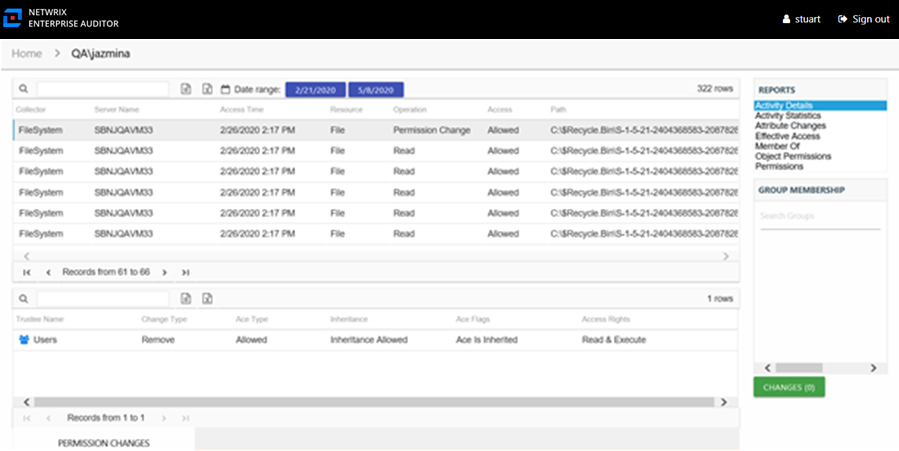 NETWRIX
ENTERPRISE AUDITOR
stuart Sign out
Home > QA\jazmina
Date range: 2/21/2020 5/8/2020 322 rows
Collector Server Name Access Time Resource Operation Access Path
FileSystem SBNJQAVM33 2/26/2020 2:17 PM File Permission Change Allowed C:\$Recycle.Bin\S-1-5-21-2404368583-2087828
FileSystem SBNJQAVM33 2/26/2020 2:17 PM File Read Allowed C:\$Recycle.Bin\S-1-5-21-2404368583-2087828
FileSystem SBNJQAVM33 2/26/2020 2:17 PM File Read Allowed C:\$Recycle.Bin\S-1-5-21-2404368583-2087828
FileSystem SBNJQAVM33 2/26/2020 2:17 PM File Read Allowed C:\$Recycle.Bin\S-1-5-21-2404368583-2087828
FileSystem SBNJQAVM33 2/26/2020 2:17 PM File Read Allowed C:\$Recycle.Bin\S-1-5-21-2404368583-2087828
FileSystem SBNJQAVM33 2/26/2020 2:17 PM File Read Allowed C:\$Recycle.Bin\S-1-5-21-2404368583-2087828
Records from 61 to 66
1 rows
Trustee Name Change Type Ace Type Inheritance Ace Flags Access Rights
Users Remove Allowed Inheritance Allowed Ace Is Inherited Read & Execute
Records from 1 to 1
PERMISSION CHANGES
REPORTS
Activity Details
Activity Statistics
Attribute Changes
Effective Access
Member Of
Object Permissions
Permissions
GROUP MEMBERSHIP
Search Groups
CHANGES (0)